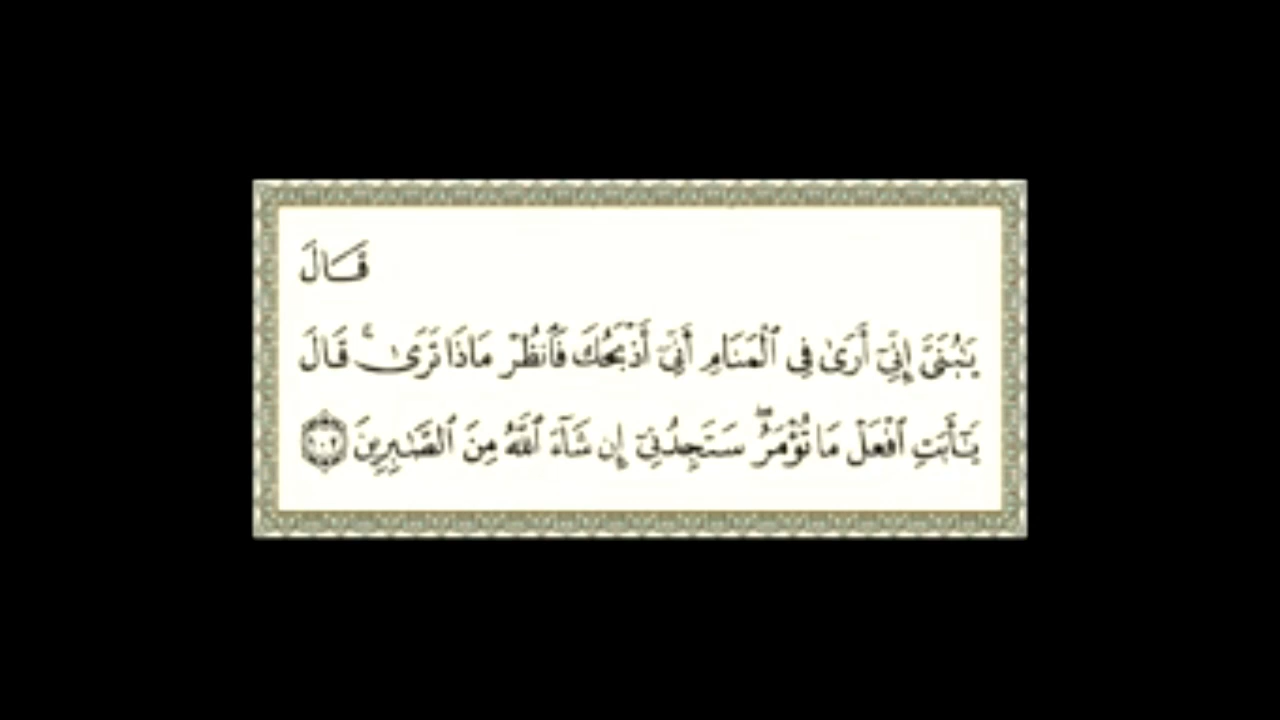 قَالَ
يَـٰبُنَىَّ إِنِّىٓ أَرَىٰ فِى ٱلْمَنَامِ أَنِّىٓ أَذْبَحُكَ فَٱنظُرْ مَاذَا تَرَىٰ ۚ قَالَ
يَـٰٓأَبَتِ ٱفْعَلْ مَا تُؤْمَرُ ۖ سَتَجِدُنِىٓ إِن شَآءَ ٱللَّهُ مِنَ ٱلصَّـٰبِرِينَ ١٠٢